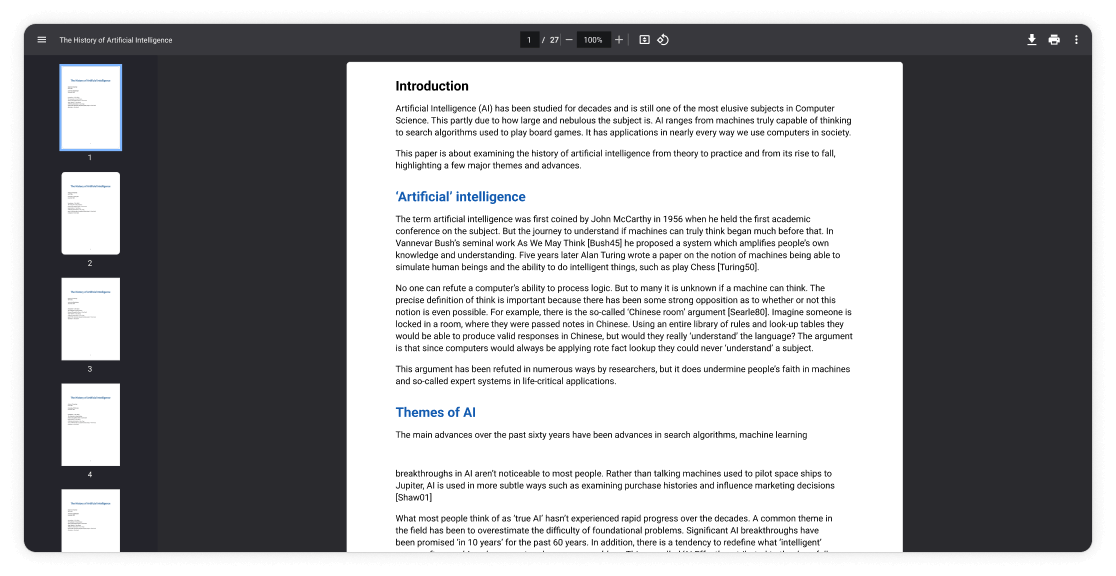 The History of Artificial Intelligence
1 / 27
100%
1
2
3
4
Introduction
Artificial Intelligence (AI) has been studied for decades and is still one of the most elusive subjects in Computer
Science. This partly due to how large and nebulous the subject is. AI ranges from machines truly capable of thinking
to search algorithms used to play board games. It has applications in nearly every way we use computers in society.
This paper is about examining the history of artificial intelligence from theory to practice and from its rise to fall,
highlighting a few major themes and advances.
‘Artificial’ intelligence
The term artificial intelligence was first coined by John McCarthy in 1956 when he held the first academic
conference on the subject. But the journey to understand if machines can truly think began much before that. In
Vannevar Bush’s seminal work As We May Think [Bush45] he proposed a system which amplifies people’s own
knowledge and understanding. Five years later Alan Turing wrote a paper on the notion of machines being able to
simulate human beings and the ability to do intelligent things, such as play Chess [Turing50].
No one can refute a computer’s ability to process logic. But to many it is unknown if a machine can think. The
precise definition of think is important because there has been some strong opposition as to whether or not this
notion is even possible. For example, there is the so-called ‘Chinese room’ argument [Searle80]. Imagine someone is
locked in a room, where they were passed notes in Chinese. Using an entire library of rules and look-up tables they
would be able to produce valid responses in Chinese, but would they really ‘understand’ the language? The argument
is that since computers would always be applying rote fact lookup they could never ‘understand’ a subject.
This argument has been refuted in numerous ways by researchers, but it does undermine people’s faith in machines
and so-called expert systems in life-critical applications.
Themes of AI
The main advances over the past sixty years have been advances in search algorithms, machine learning
breakthroughs in AI aren’t noticeable to most people. Rather than talking machines used to pilot space ships to
Jupiter, AI is used in more subtle ways such as examining purchase histories and influence marketing decisions
[Shaw01]
What most people think of as ‘true AI’ hasn’t experienced rapid progress over the decades. A common theme in
the field has been to overestimate the difficulty of foundational problems. Significant AI breakthroughs have
been promised ‘in 10 years’ for the past 60 years. In addition, there is a tendency to redefine what ‘intelligent’